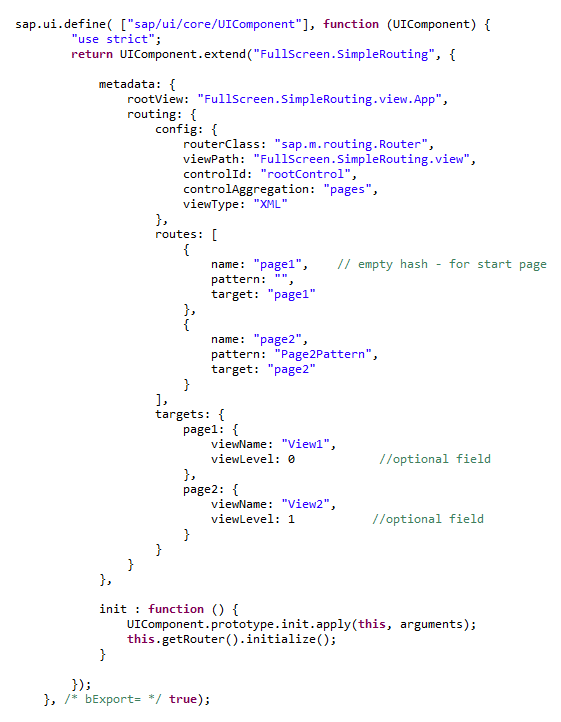 sap.ui.define( ["sap/ui/core/UIComponent"], function (UIComponent) {
"use strict";
return UIComponent.extend("FullScreen.SimpleRouting", {
metadata: {
rootView: "FullScreen.SimpleRouting.view.App",
routing: {
config: {
routerClass: "sap.m.routing.Router",
viewPath: "FullScreen.SimpleRouting.view",
controlId: "rootControl",
controlAggregation: "pages",
viewType: "XML"
},
routes: [
{
name: "page1",    // empty hash - for start page
pattern: "",
target: "page1"
},
{
name: "page2",
pattern: "Page2Pattern",
target: "page2"
}
],
targets: {
page1: {
viewName: "View1",
viewLevel: 0            //optional field
},
page2: {
viewName: "View2",
viewLevel: 1           //optional field
}
}
}
},
init : function () {
UIComponent.prototype.init.apply(this, arguments);
this.getRouter().initialize();
}
});
}, /* bExport= */ true);